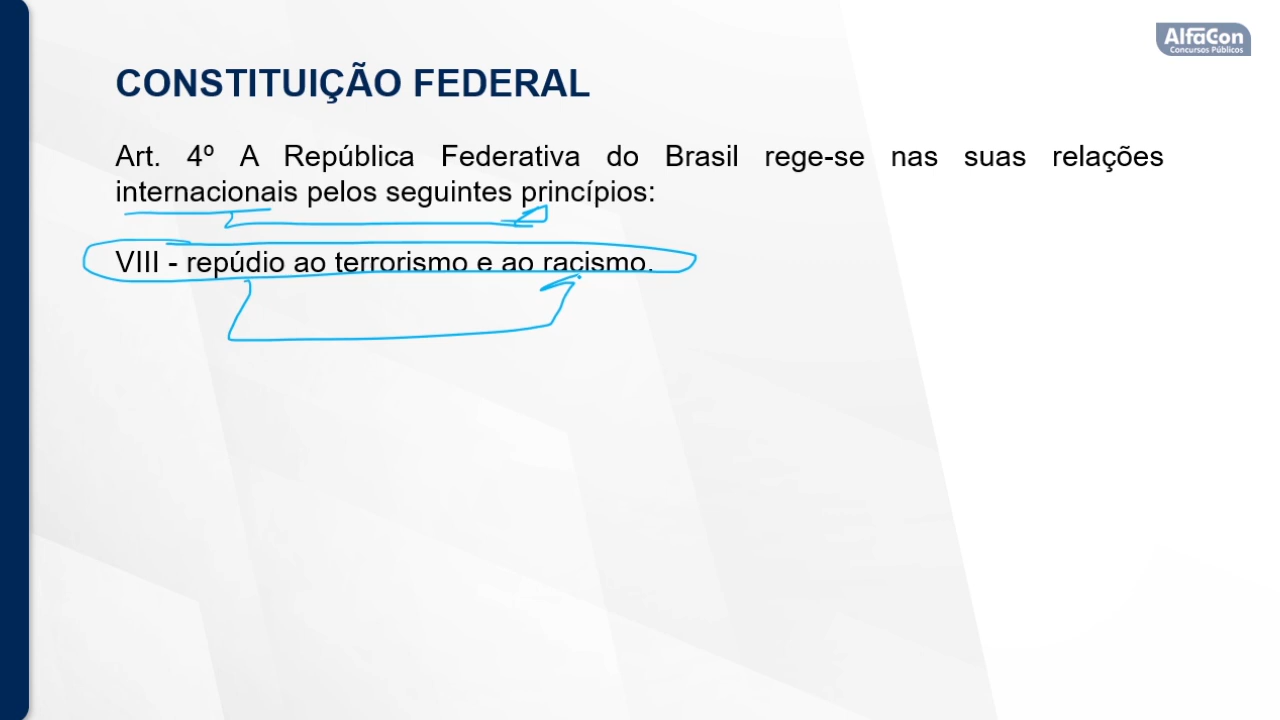 AlfaCon
Concursos Públicos
CONSTITUIÇÃO FEDERAL
Art. 4º A República Federativa do Brasil rege-se nas suas relações
internacionais pelos seguintes princípios:
VIII - repúdio ao terrorismo e ao racismo.